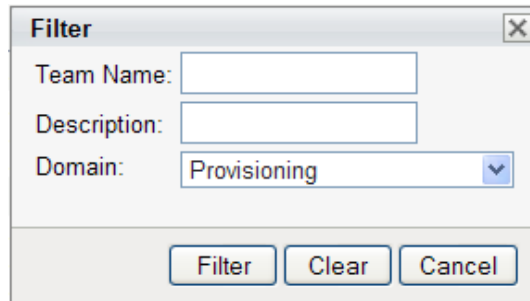 Filter
Team Name:
Description:
Domain: Provisioning
Filter Clear Cancel